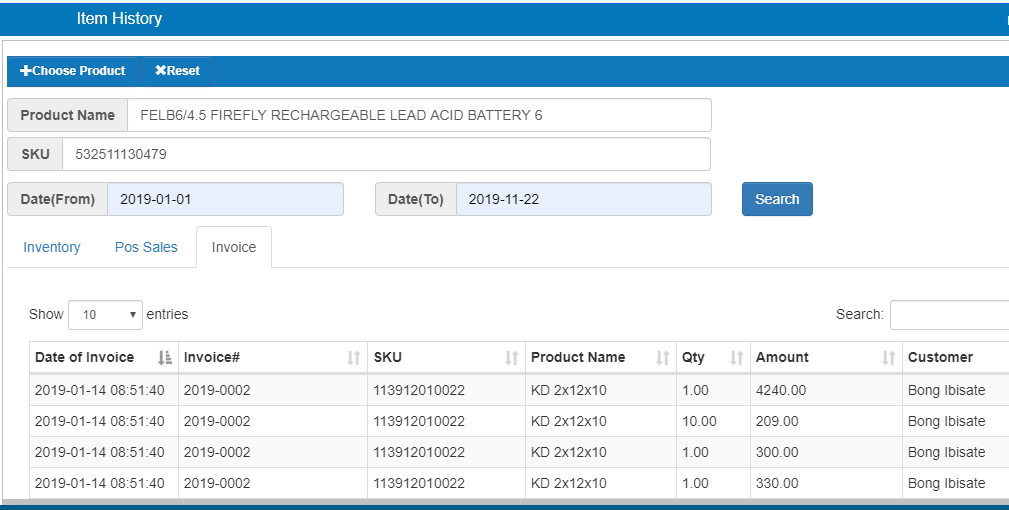 Item History
Choose Product Reset
Product Name FELB6/4.5 FIREFLY RECHARGEABLE LEAD ACID BATTERY 6
SKU 532511130479
Date(From) 2019-01-01 Date(To) 2019-11-22 Search
Inventory Pos Sales Invoice
Show 10 entries Search:
Date of Invoice Invoice# SKU Product Name Qty Amount Customer
2019-01-14 08:51:40 2019-0002 113912010022 KD 2x12x10 1.00 4240.00 Bong Ibisate
2019-01-14 08:51:40 2019-0002 113912010022 KD 2x12x10 10.00 209.00 Bong Ibisate
2019-01-14 08:51:40 2019-0002 113912010022 KD 2x12x10 1.00 300.00 Bong Ibisate
2019-01-14 08:51:40 2019-0002 113912010022 KD 2x12x10 1.00 330.00 Bong Ibisate